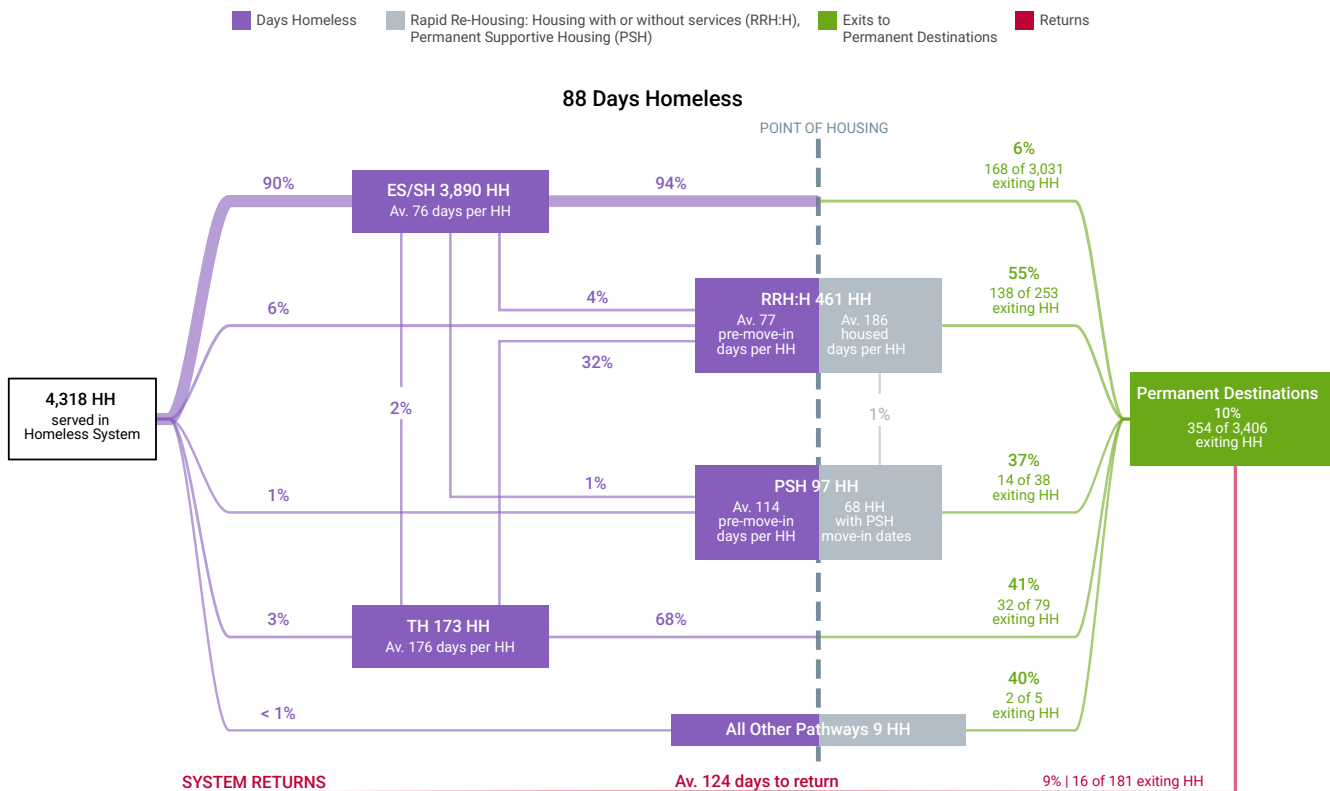 Days Homeless
Rapid Re-Housing: Housing with or without services (RRH:H),
Permanent Supportive Housing (PSH)
Exits to
Permanent Destinations
Returns
88 Days Homeless
POINT OF HOUSING
90%
ES/SH 3,890 HH
Av. 76 days per HH
94%
6%
168 of 3,031
exiting HH
6%
4%
RRH:H 461 HH
Av. 77
pre-move-in
days per HH
Av. 186
housed
days per HH
55%
138 of 253
exiting HH
32%
4,318 HH
served in
Homeless System
2%
1%
Permanent Destinations
10%
354 of 3,406
exiting HH
1%
1%
PSH 97 HH
Av. 114
pre-move-in
days per HH
68 HH
with PSH
move-in dates
37%
14 of 38
exiting HH
3%
TH 173 HH
Av. 176 days per HH
68%
41%
32 of 79
exiting HH
< 1%
All Other Pathways 9 HH
40%
2 of 5
exiting HH
SYSTEM RETURNS
Av. 124 days to return
9% | 16 of 181 exiting HH